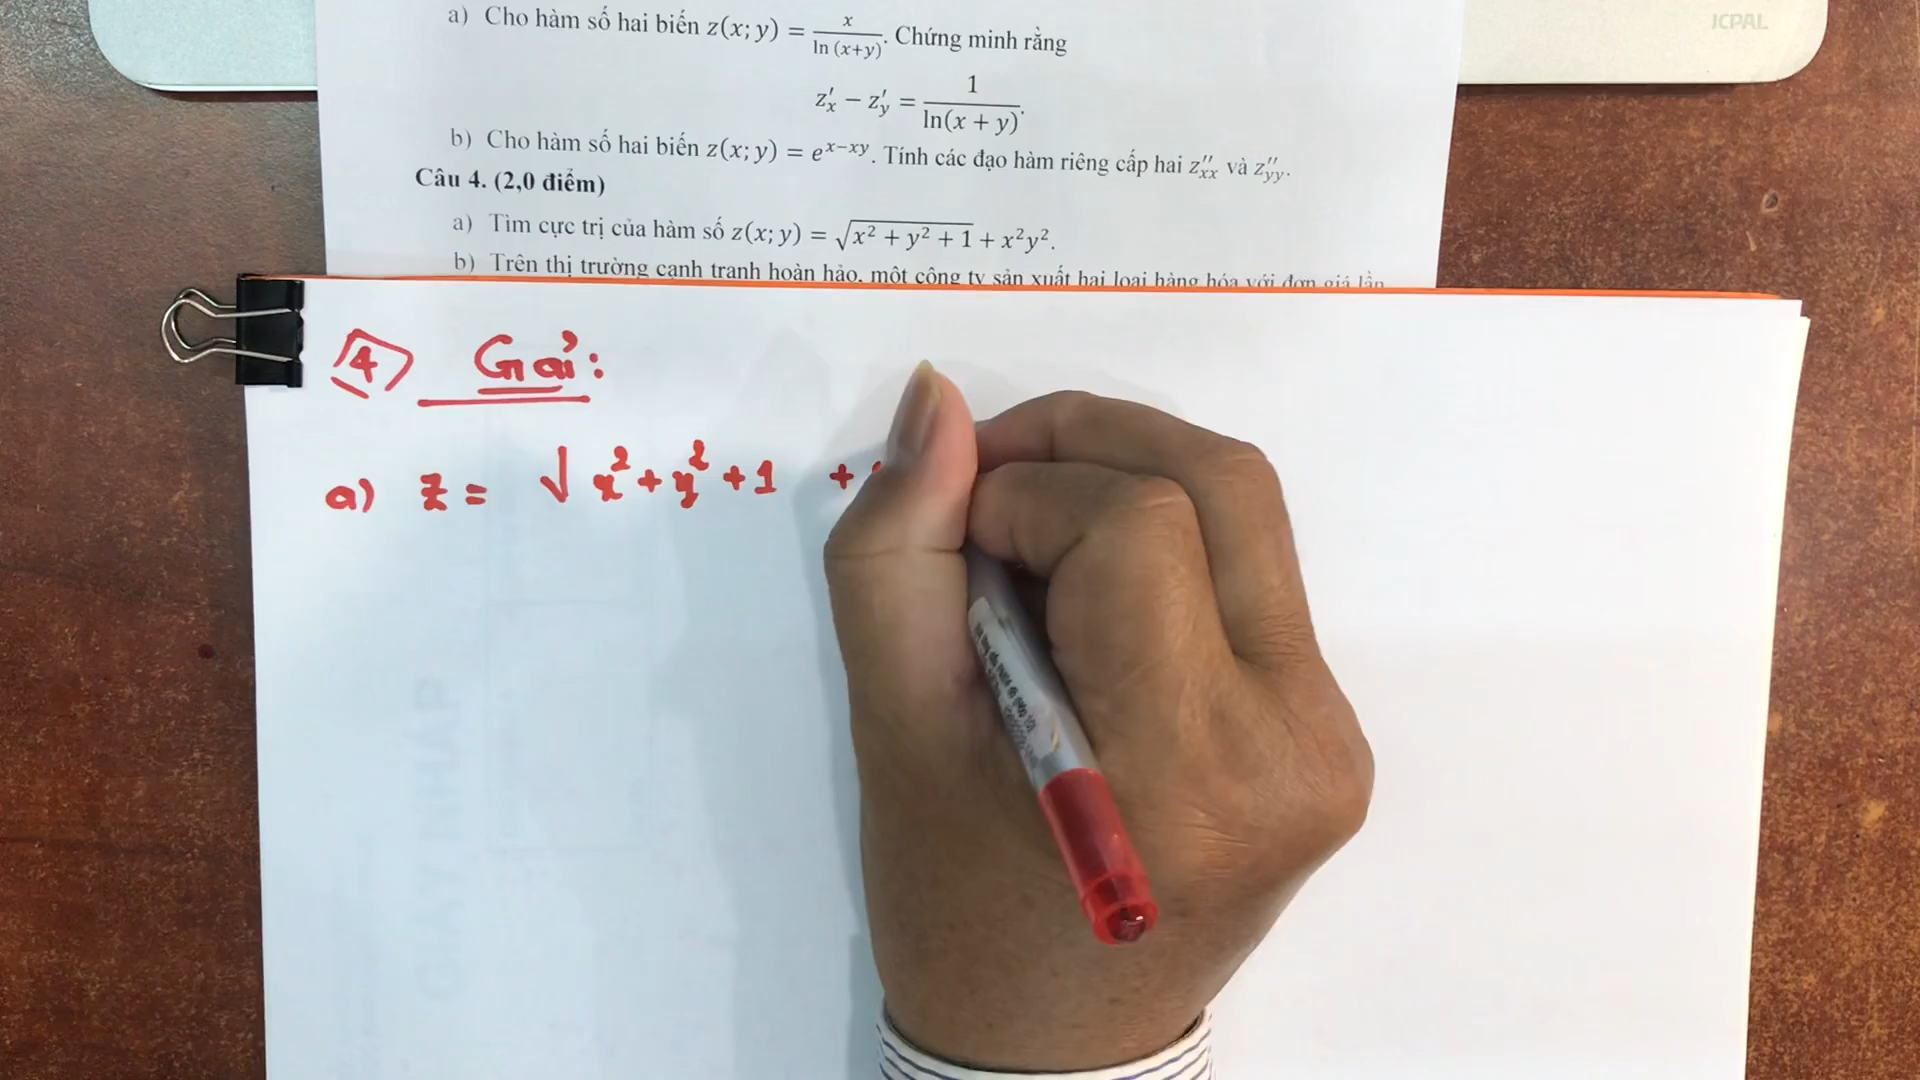 JCPAL
a) Cho hàm số hai biến z(x; y) = x / ln (x+y). Chứng minh rằng
z'ₓ − z'ᵧ = 1 / ln(x + y).
b) Cho hàm số hai biến z(x; y) = e^(x−xy). Tính các đạo hàm riêng cấp hai z''ₓₓ và z''ᵧᵧ.
Câu 4. (2,0 điểm)
a) Tìm cực trị của hàm số z(x; y) = √(x² + y² + 1) + x²y².
b) Trên thị trường cạnh tranh hoàn hảo, một công ty sản xuất hai loại hàng hóa với đơn giá lần
4) Giải:
a) z = √ x² + y² + 1 +